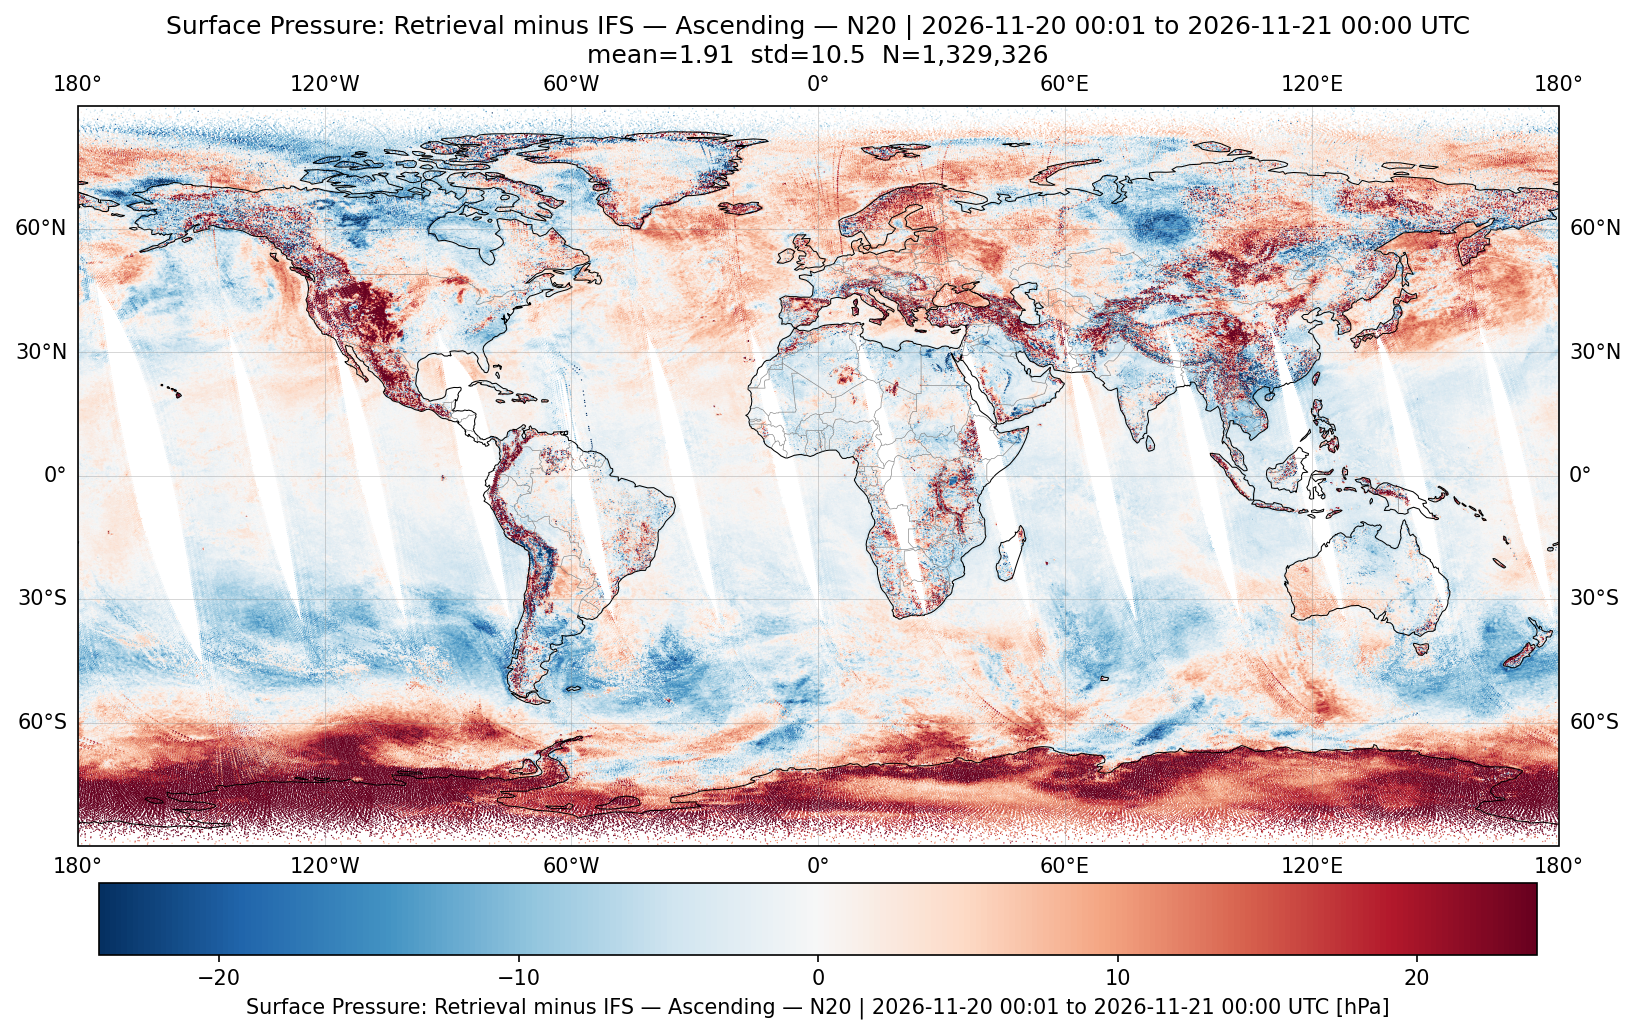 Surface Pressure: Retrieval minus IFS — Ascending — N20 | 2026-11-20 00:01 to 2026-11-21 00:00 UTC
mean=1.91  std=10.5  N=1,329,326
180° 120°W 60°W 0° 60°E 120°E 180°
60°N 60°N
30°N 30°N
0° 0°
30°S 30°S
60°S 60°S
180° 120°W 60°W 0° 60°E 120°E 180°
−20 −10 0 10 20
Surface Pressure: Retrieval minus IFS — Ascending — N20 | 2026-11-20 00:01 to 2026-11-21 00:00 UTC [hPa]